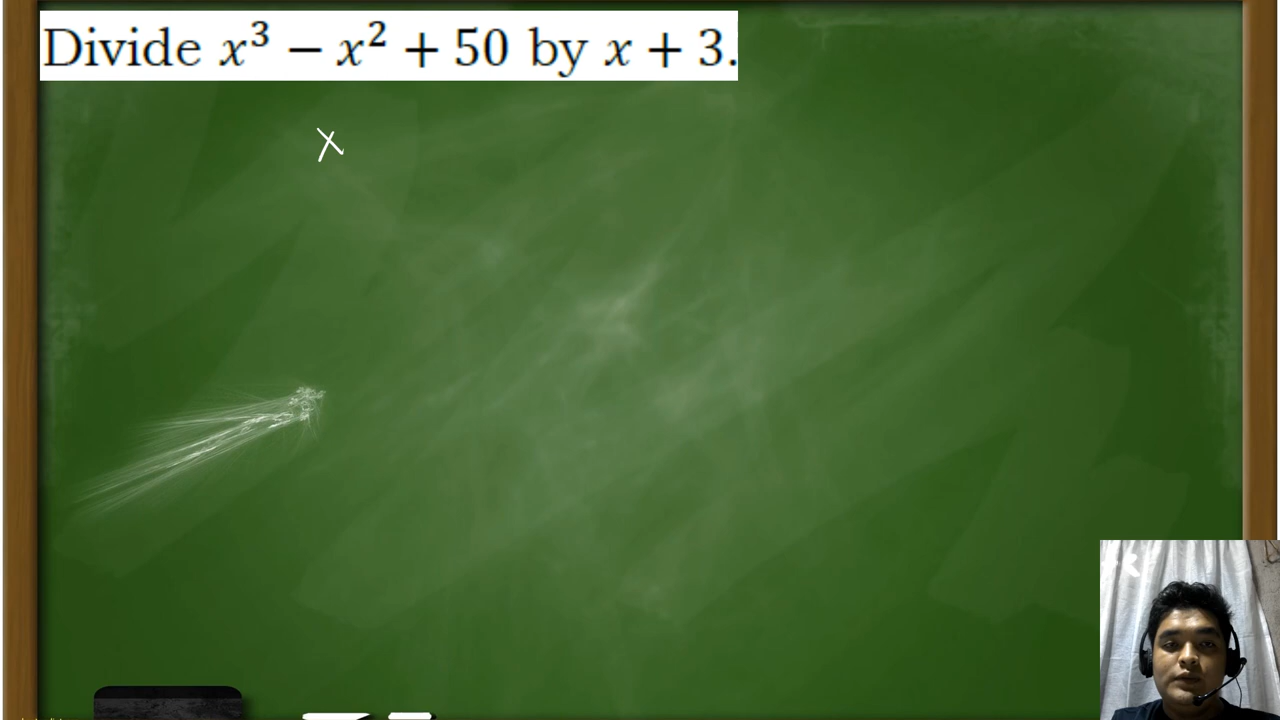 Divide x³ − x² + 50 by x + 3.
x